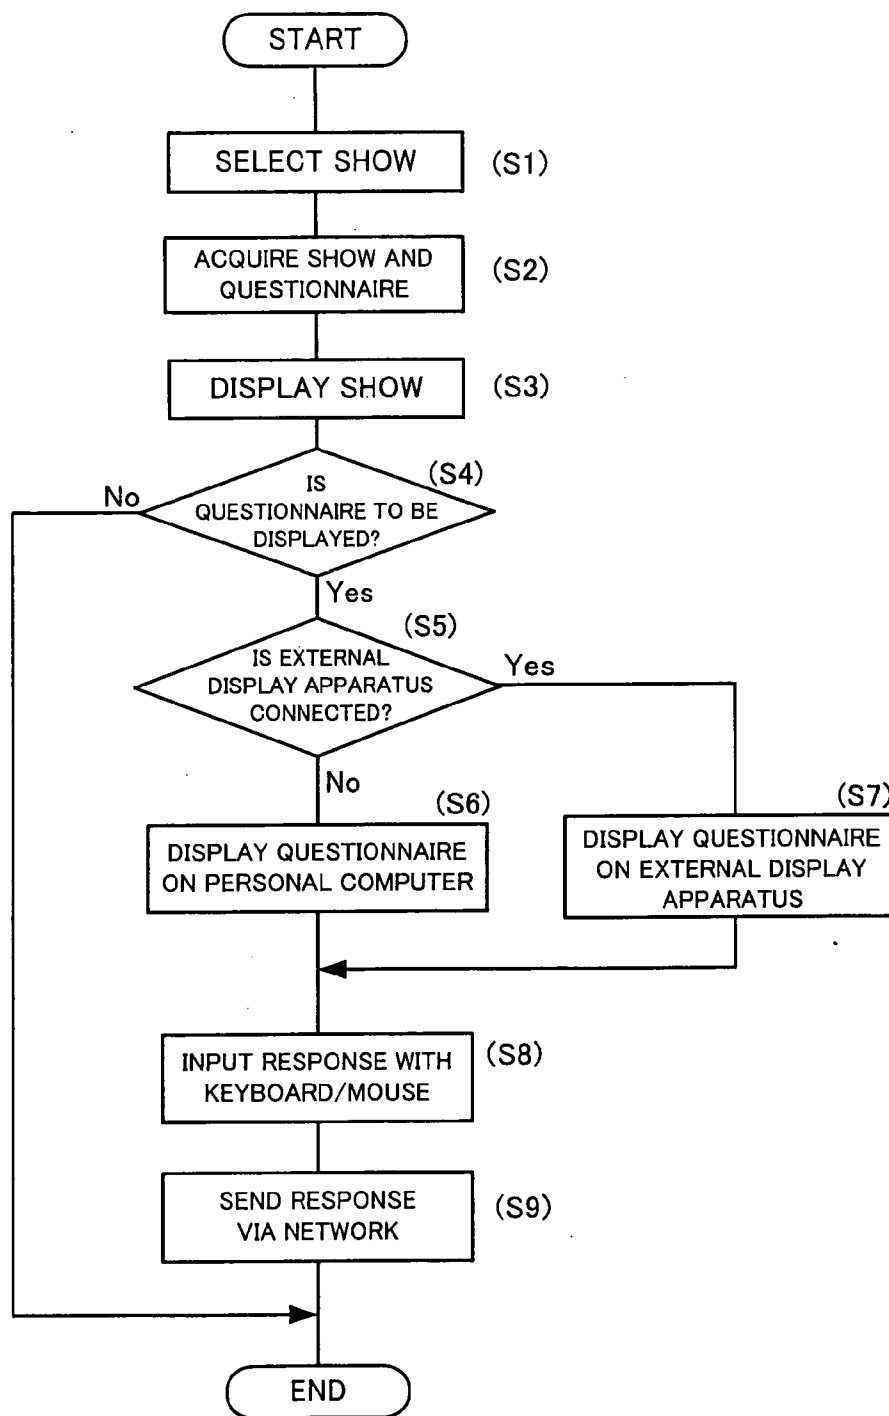 START
SELECT SHOW
(S1)
ACQUIRE SHOW AND
QUESTIONNAIRE
(S2)
DISPLAY SHOW
(S3)
(S4)
No
IS
QUESTIONNAIRE TO BE
DISPLAYED?
Yes
(S5)
IS EXTERNAL
DISPLAY APPARATUS
CONNECTED?
Yes
No
(S6)
DISPLAY QUESTIONNAIRE
ON PERSONAL COMPUTER
(S7)
DISPLAY QUESTIONNAIRE
ON EXTERNAL DISPLAY
APPARATUS
INPUT RESPONSE WITH
KEYBOARD/MOUSE
(S8)
SEND RESPONSE
VIA NETWORK
(S9)
END